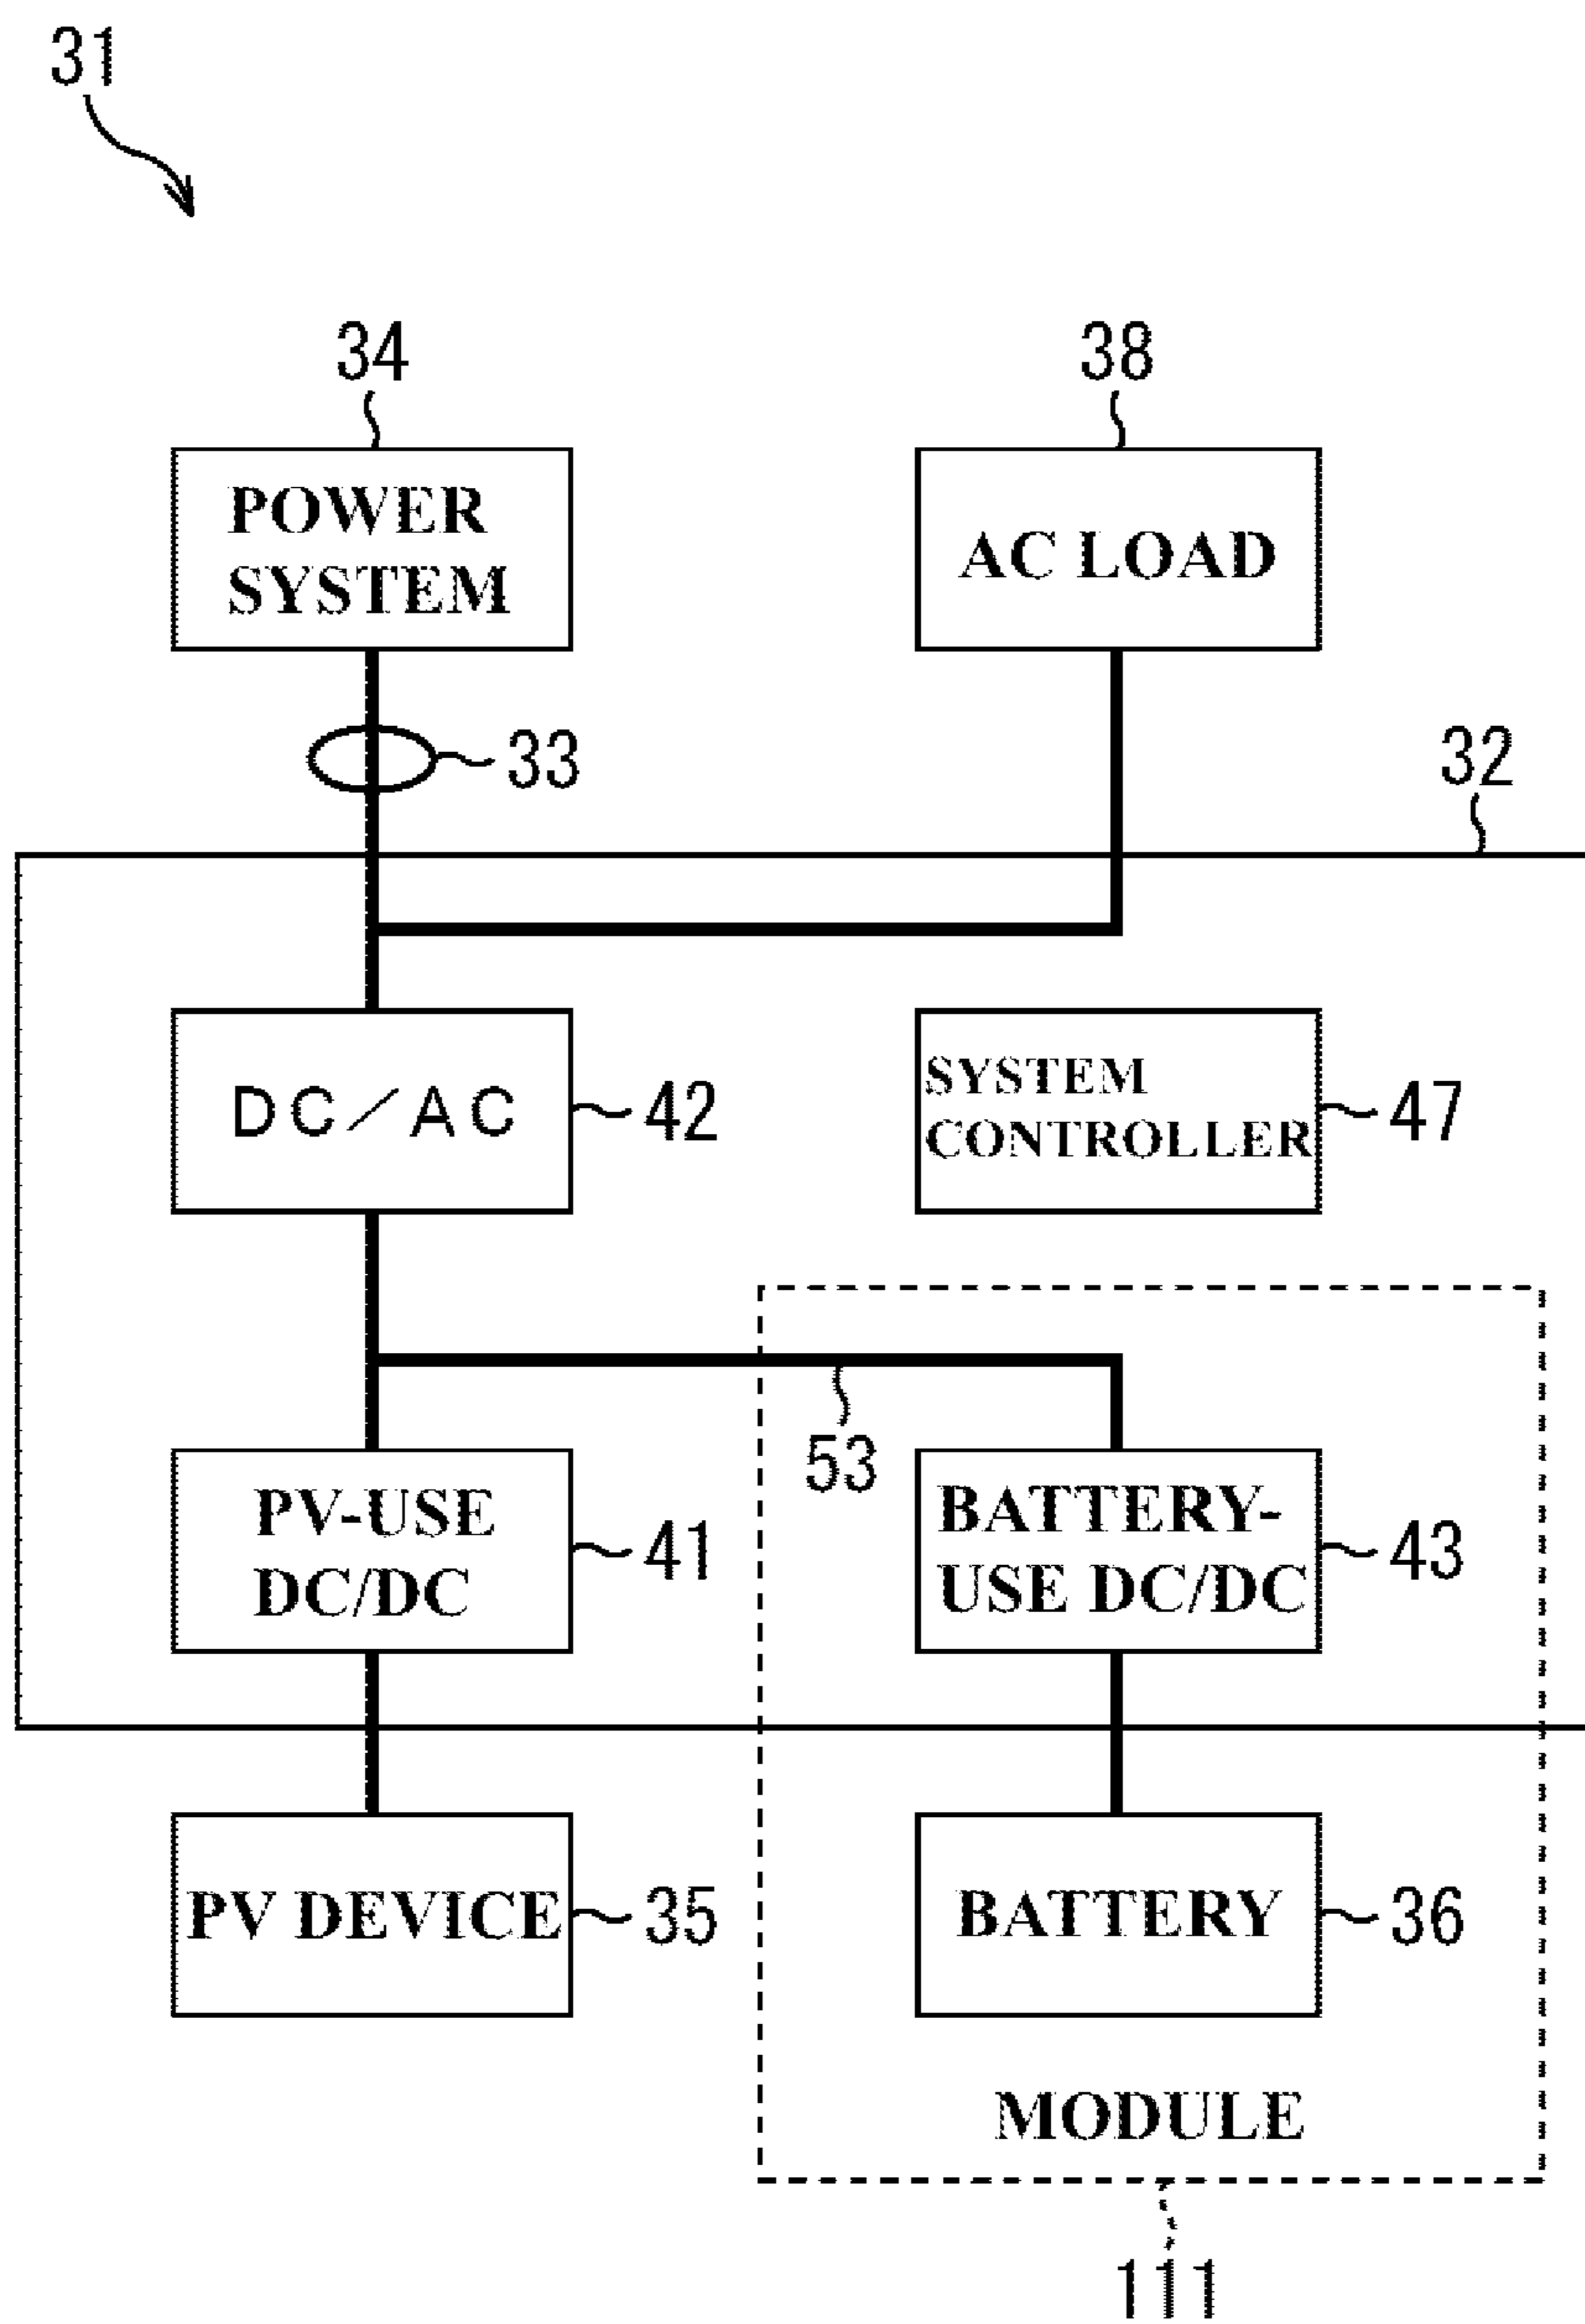 31
34
38
POWER
SYSTEM
AC LOAD
33
32
DC/AC
42
SYSTEM
CONTROLLER
47
53
PV-USE
DC/DC
41
BATTERY-
USE DC/DC
43
PV DEVICE
35
BATTERY
36
MODULE
111